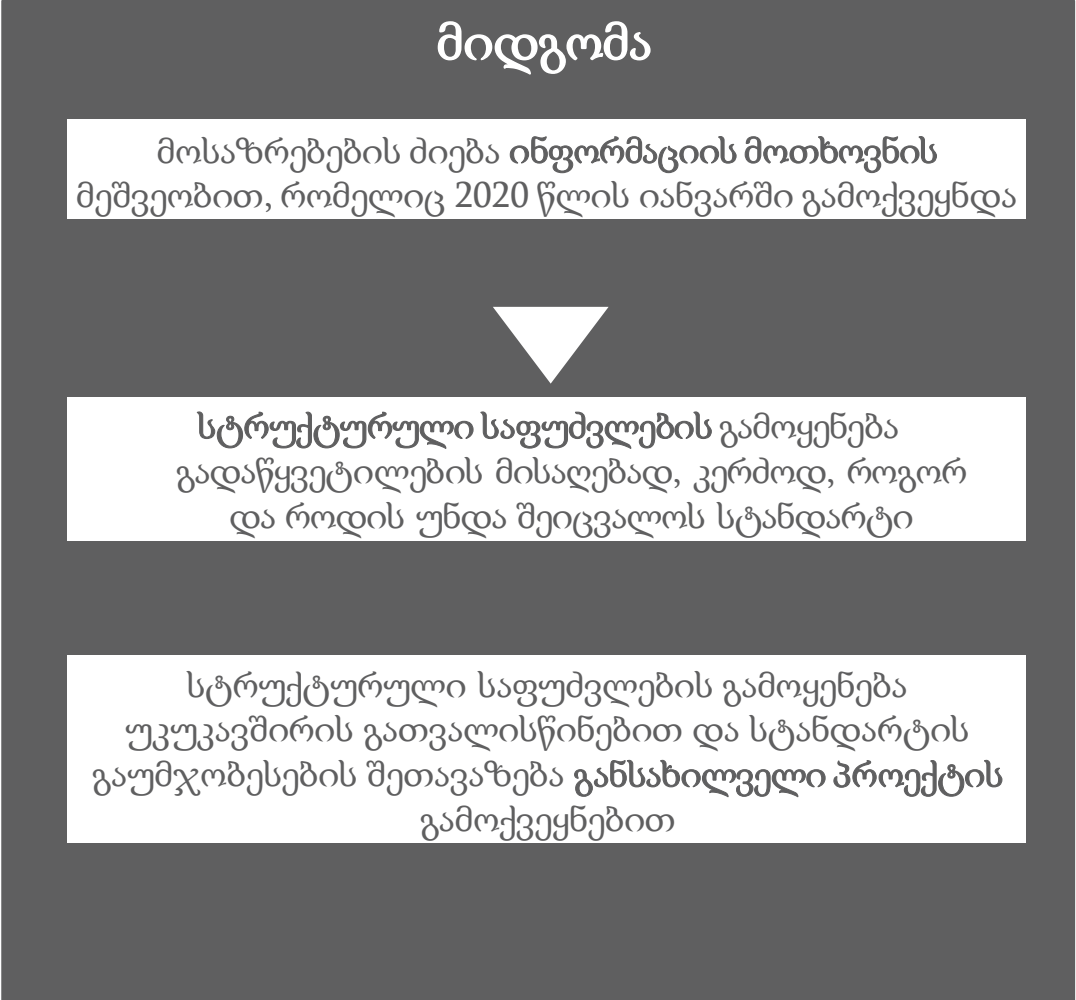 მიდგომა
მოსაზრებების ძიება ინფორმაციის მოთხოვნის
მეშვეობით, რომელიც 2020 წლის იანვარში გამოქვეყნდა
სტრუქტურული საფუძვლების გამოყენება
გადაწყვეტილების მისაღებად, კერძოდ, როგორ
და როდის უნდა შეიცვალოს სტანდარტი
სტრუქტურული საფუძვლების გამოყენება
უკუკავშირის გათვალისწინებით და სტანდარტის
გაუმჯობესების შეთავაზება განსახილველი პროექტის
გამოქვეყნებით